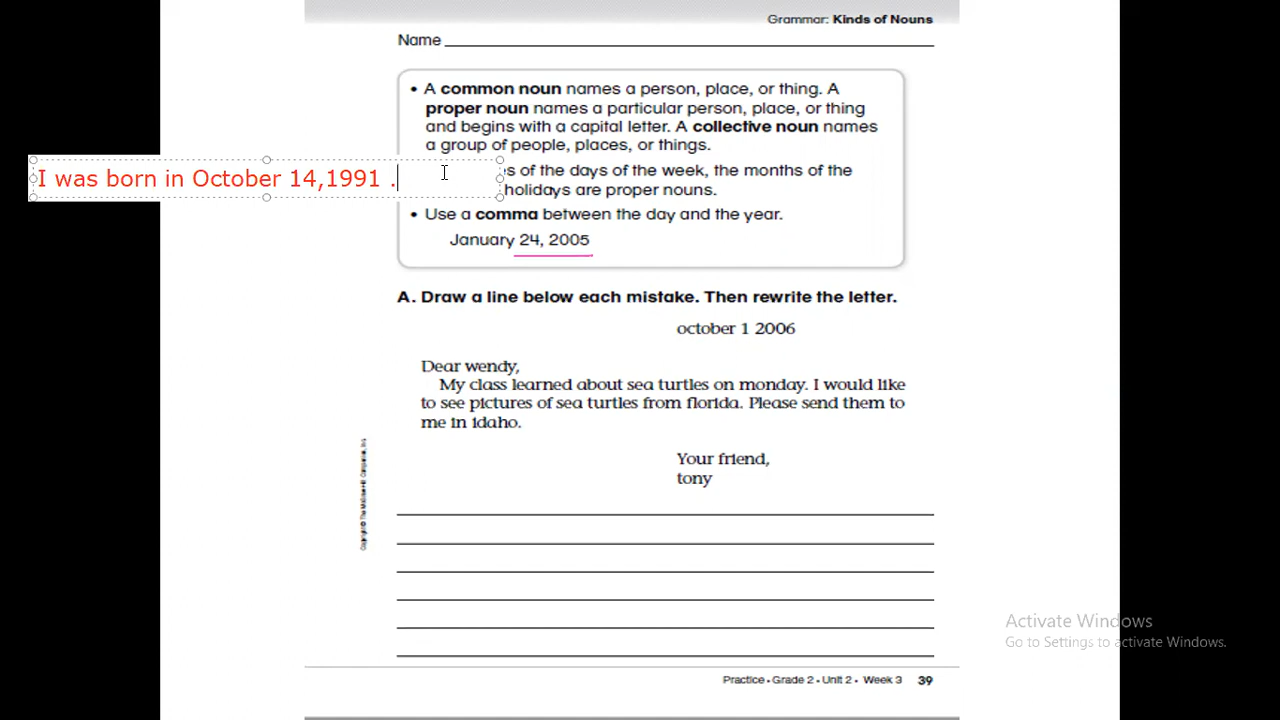 Grammar: Kinds of Nouns
Name
• A common noun names a person, place, or thing. A
proper noun names a particular person, place, or thing
and begins with a capital letter. A collective noun names
a group of people, places, or things.
I was born in October 14,1991 .
s of the days of the week, the months of the
holidays are proper nouns.
• Use a comma between the day and the year.
January 24, 2005
A. Draw a line below each mistake. Then rewrite the letter.
october 1 2006
Dear wendy,
My class learned about sea turtles on monday. I would like
to see pictures of sea turtles from florida. Please send them to
me in idaho.
Your friend,
tony
Copyright © The McGraw-Hill Companies, Inc.
Activate Windows
Go to Settings to activate Windows.
Practice • Grade 2 • Unit 2 • Week 3 39